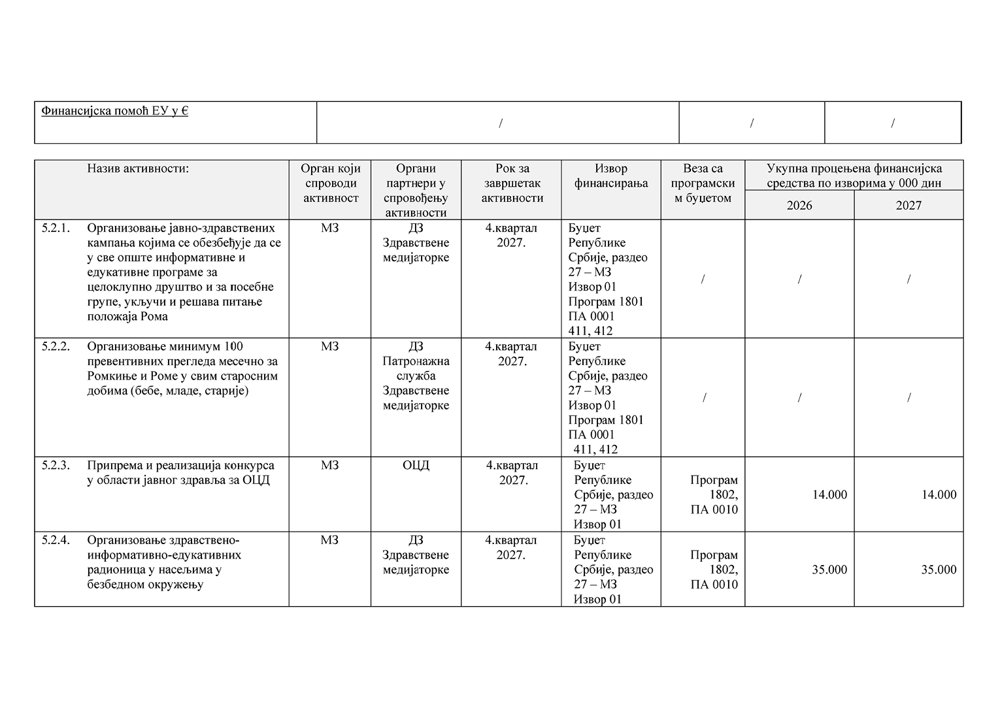 Финансијска помоћ ЕУ у €
/
/
/
Назив активности:
Орган који
спроводи
активност
Органи
партнери у
спровођењу
активности
Рок за
завршетак
активности
Извор
финансирања
Веза са
програмски
м буџетом
Укупна процењена финансијска
средства по изворима у 000 дин
2026
2027
5.2.1.
Организовање јавно-здравствених
кампања којима се обезбеђује да се
у све опште информативне и
едукативне програме за
целоклупно друштво и за посебне
групе, укључи и решава питање
положаја Рома
МЗ
ДЗ
Здравствене
медијаторке
4.квартал
2027.
Буџет
Републике
Србије, раздео
27 – МЗ
Извор 01
Програм 1801
ПА 0001
411, 412
/
/
/
5.2.2.
Организовање минимум 100
превентивних прегледа месечно за
Ромкиње и Роме у свим старосним
добима (бебе, младе, старије)
МЗ
ДЗ
Патронажна
служба
Здравствене
медијаторке
4.квартал
2027.
Буџет
Републике
Србије, раздео
27 – МЗ
Извор 01
Програм 1801
ПА 0001
411, 412
/
/
/
5.2.3.
Припрема и реализација конкурса
у области јавног здравља за ОЦД
МЗ
ОЦД
4.квартал
2027.
Буџет
Републике
Србије, раздео
27 – МЗ
Извор 01
Програм
1802,
ПА 0010
14.000
14.000
5.2.4.
Организовање здравствено-
информативно-едукативних
радионица у насељима у
безбедном окружењу
МЗ
ДЗ
Здравствене
медијаторке
4.квартал
2027.
Буџет
Републике
Србије, раздео
27 – МЗ
Извор 01
Програм
1802,
ПА 0010
35.000
35.000